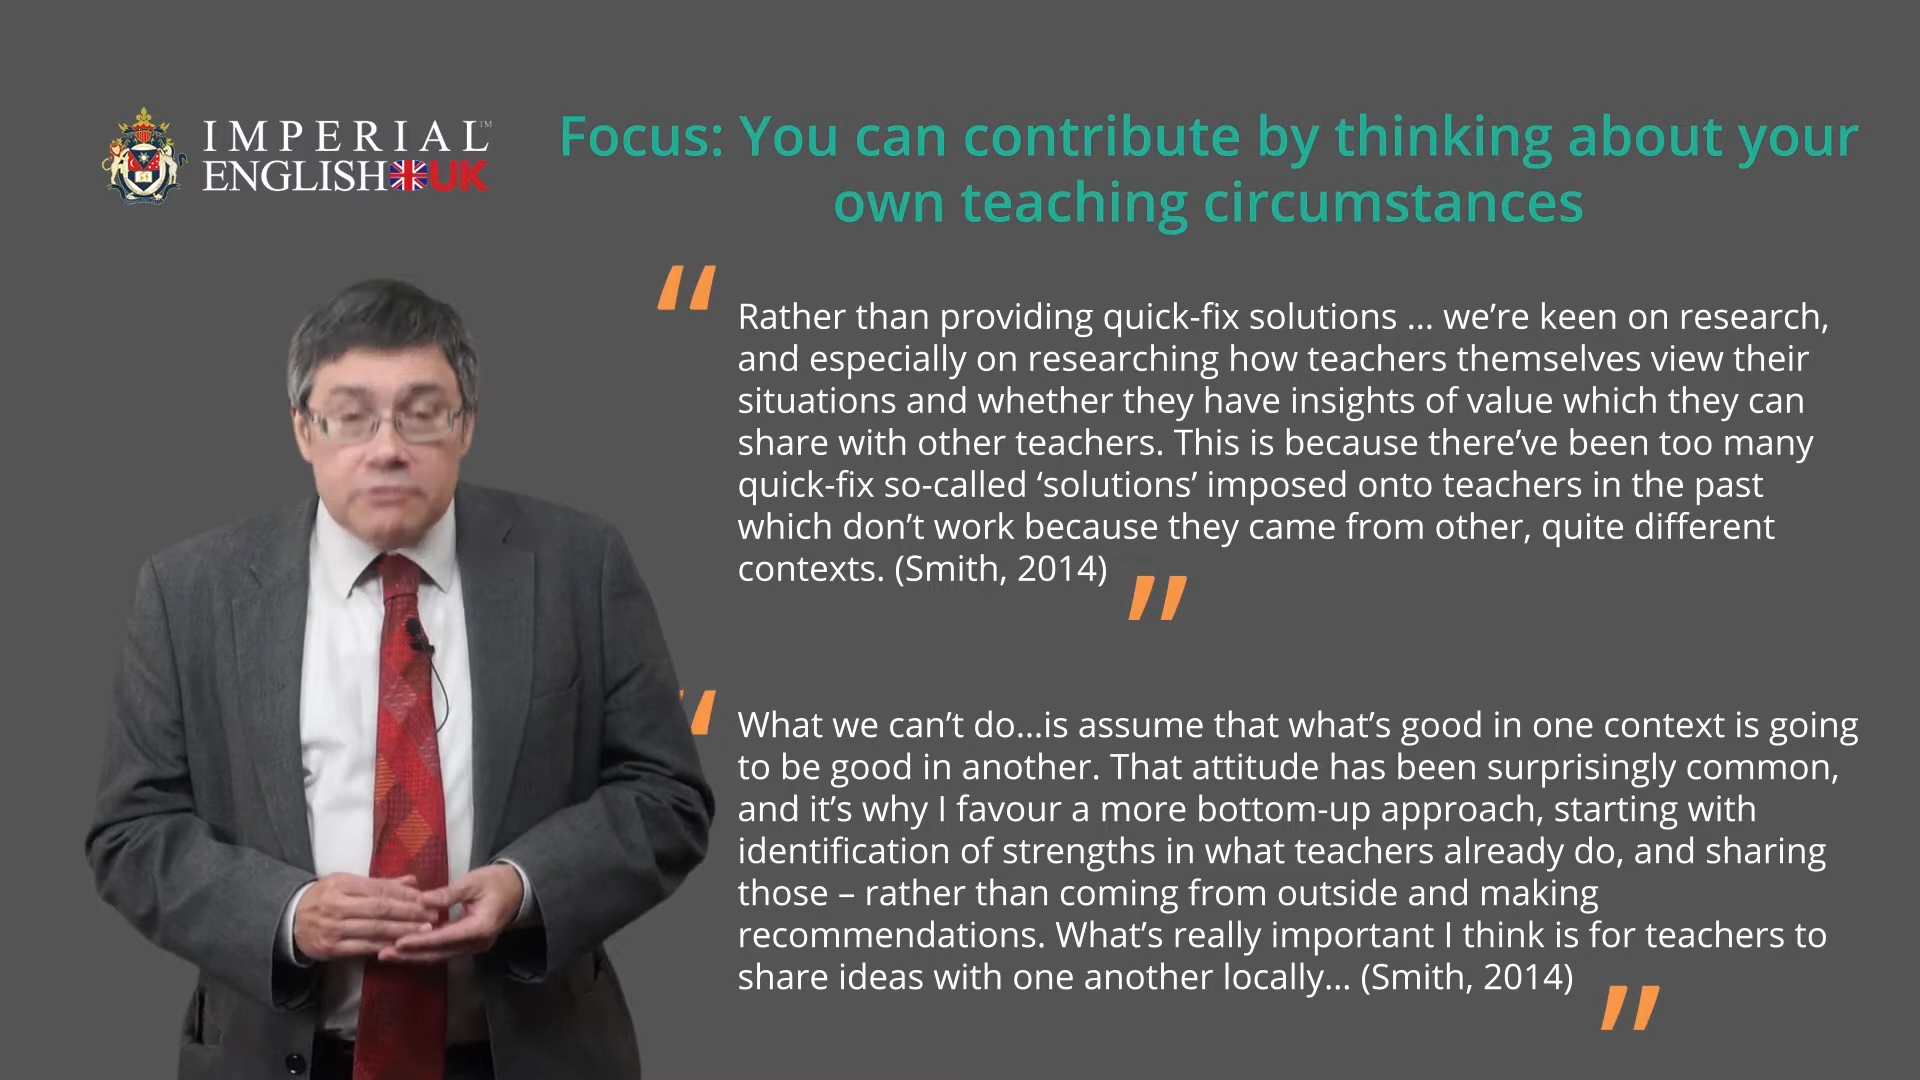 IMPERIAL™
ENGLISH UK
Focus: You can contribute by thinking about your
own teaching circumstances
“
Rather than providing quick-fix solutions ... we’re keen on research,
and especially on researching how teachers themselves view their
situations and whether they have insights of value which they can
share with other teachers. This is because there’ve been too many
quick-fix so-called ‘solutions’ imposed onto teachers in the past
which don’t work because they came from other, quite different
contexts. (Smith, 2014)
”
“
What we can’t do...is assume that what’s good in one context is going
to be good in another. That attitude has been surprisingly common,
and it’s why I favour a more bottom-up approach, starting with
identification of strengths in what teachers already do, and sharing
those – rather than coming from outside and making
recommendations. What’s really important I think is for teachers to
share ideas with one another locally... (Smith, 2014)
”